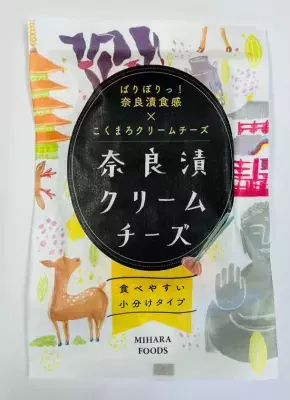 ぱりぽりっ!
奈良漬食感
×
こくまろクリームチーズ
奈良漬
クリーム
チーズ
食べやすい
小分けタイプ
MIHARA
FOODS